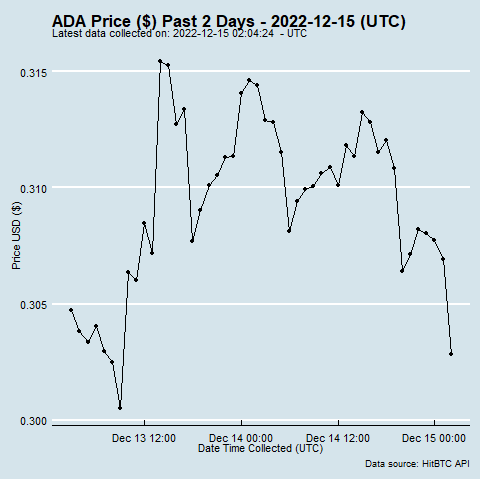 ADA Price ($) Past 2 Days - 2022-12-15 (UTC)
Latest data collected on: 2022-12-15 02:04:24 - UTC
0.315
0.310
0.305
0.300
Price USD ($)
Dec 13 12:00
Dec 14 00:00
Dec 14 12:00
Dec 15 00:00
Date Time Collected (UTC)
Data source: HitBTC API